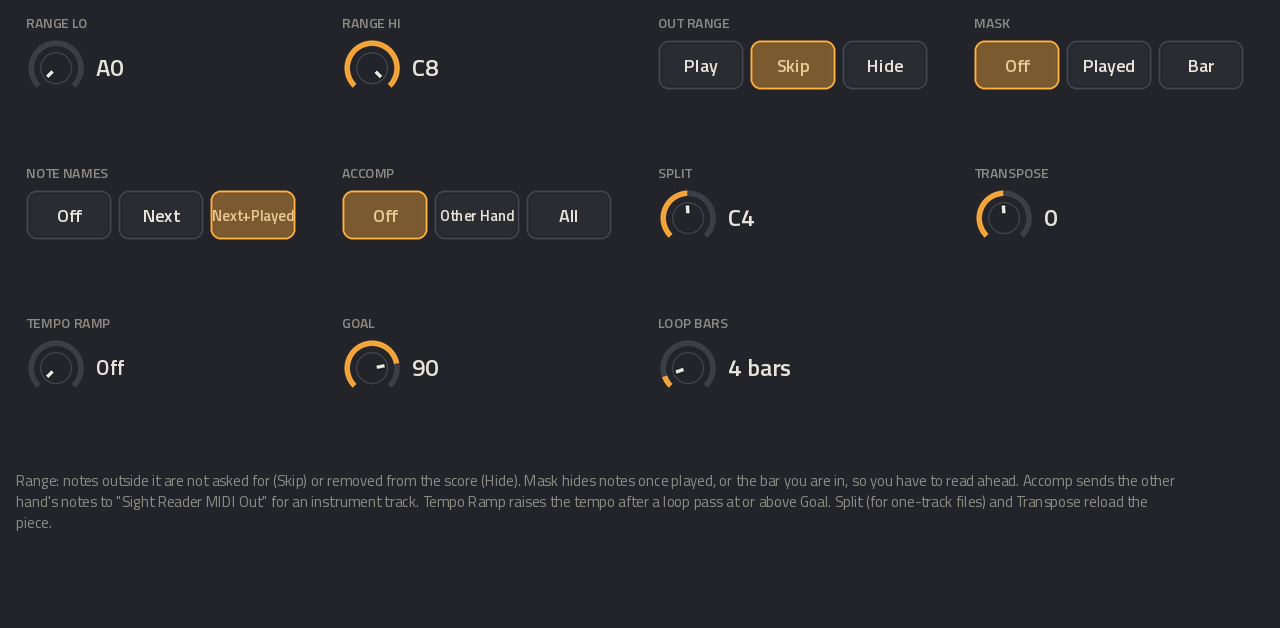 RANGE LO
RANGE HI
OUT RANGE
MASK
A0
C8
Play
Skip
Hide
Off
Played
Bar
NOTE NAMES
ACCOMP
SPLIT
TRANSPOSE
Off
Next
Next+Played
Off
Other Hand
All
C4
0
TEMPO RAMP
GOAL
LOOP BARS
Off
90
4 bars
Range: notes outside it are not asked for (Skip) or removed from the score (Hide). Mask hides notes once played, or the bar you are in, so you have to read ahead. Accomp sends the other
hand's notes to "Sight Reader MIDI Out" for an instrument track. Tempo Ramp raises the tempo after a loop pass at or above Goal. Split (for one-track files) and Transpose reload the
piece.